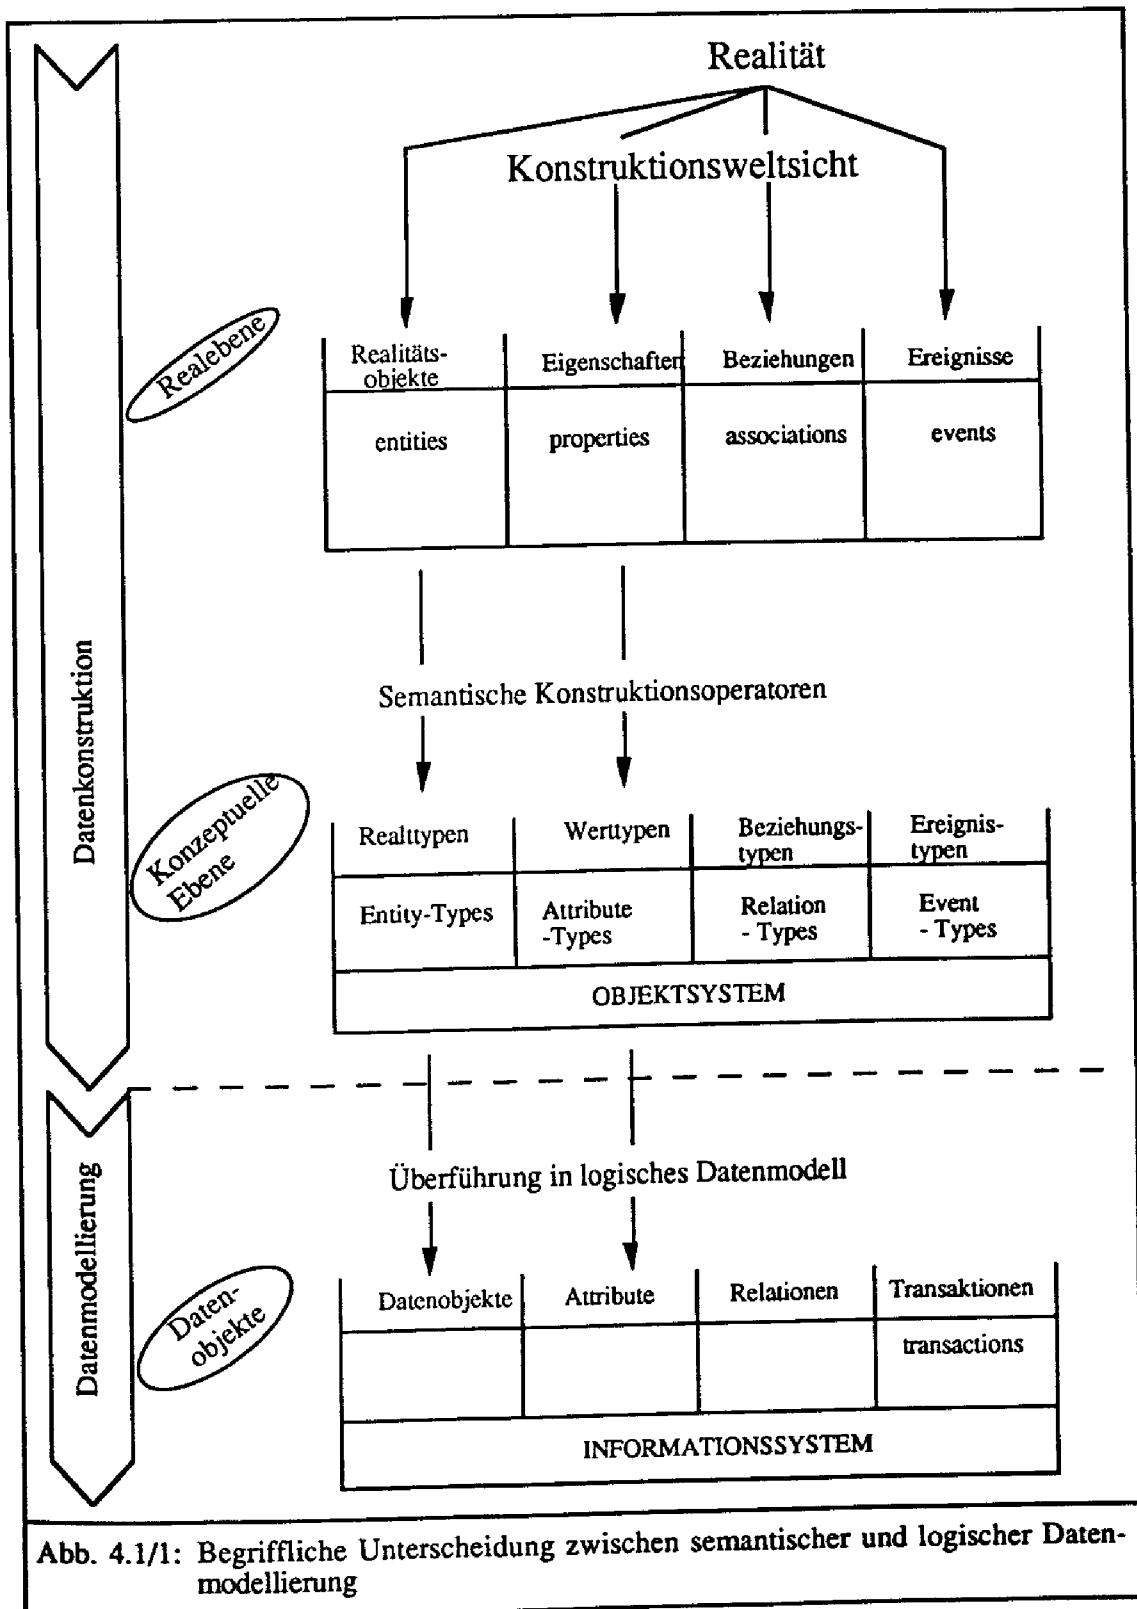 Realität
Konstruktionsweltsicht
Realebene
Realitäts-
objekte
Eigenschaften
Beziehungen
Ereignisse
entities
properties
associations
events
Datenkonstruktion
Semantische Konstruktionsoperatoren
Konzeptuelle
Ebene
Realttypen
Werttypen
Beziehungs-
typen
Ereignis-
typen
Entity-Types
Attribute
-Types
Relation
- Types
Event
- Types
OBJEKTSYSTEM
Datenmodellierung
Überführung in logisches Datenmodell
Daten-
objekte
Datenobjekte
Attribute
Relationen
Transaktionen
transactions
INFORMATIONSSYSTEM
Abb. 4.1/1: Begriffliche Unterscheidung zwischen semantischer und logischer Daten-
modellierung